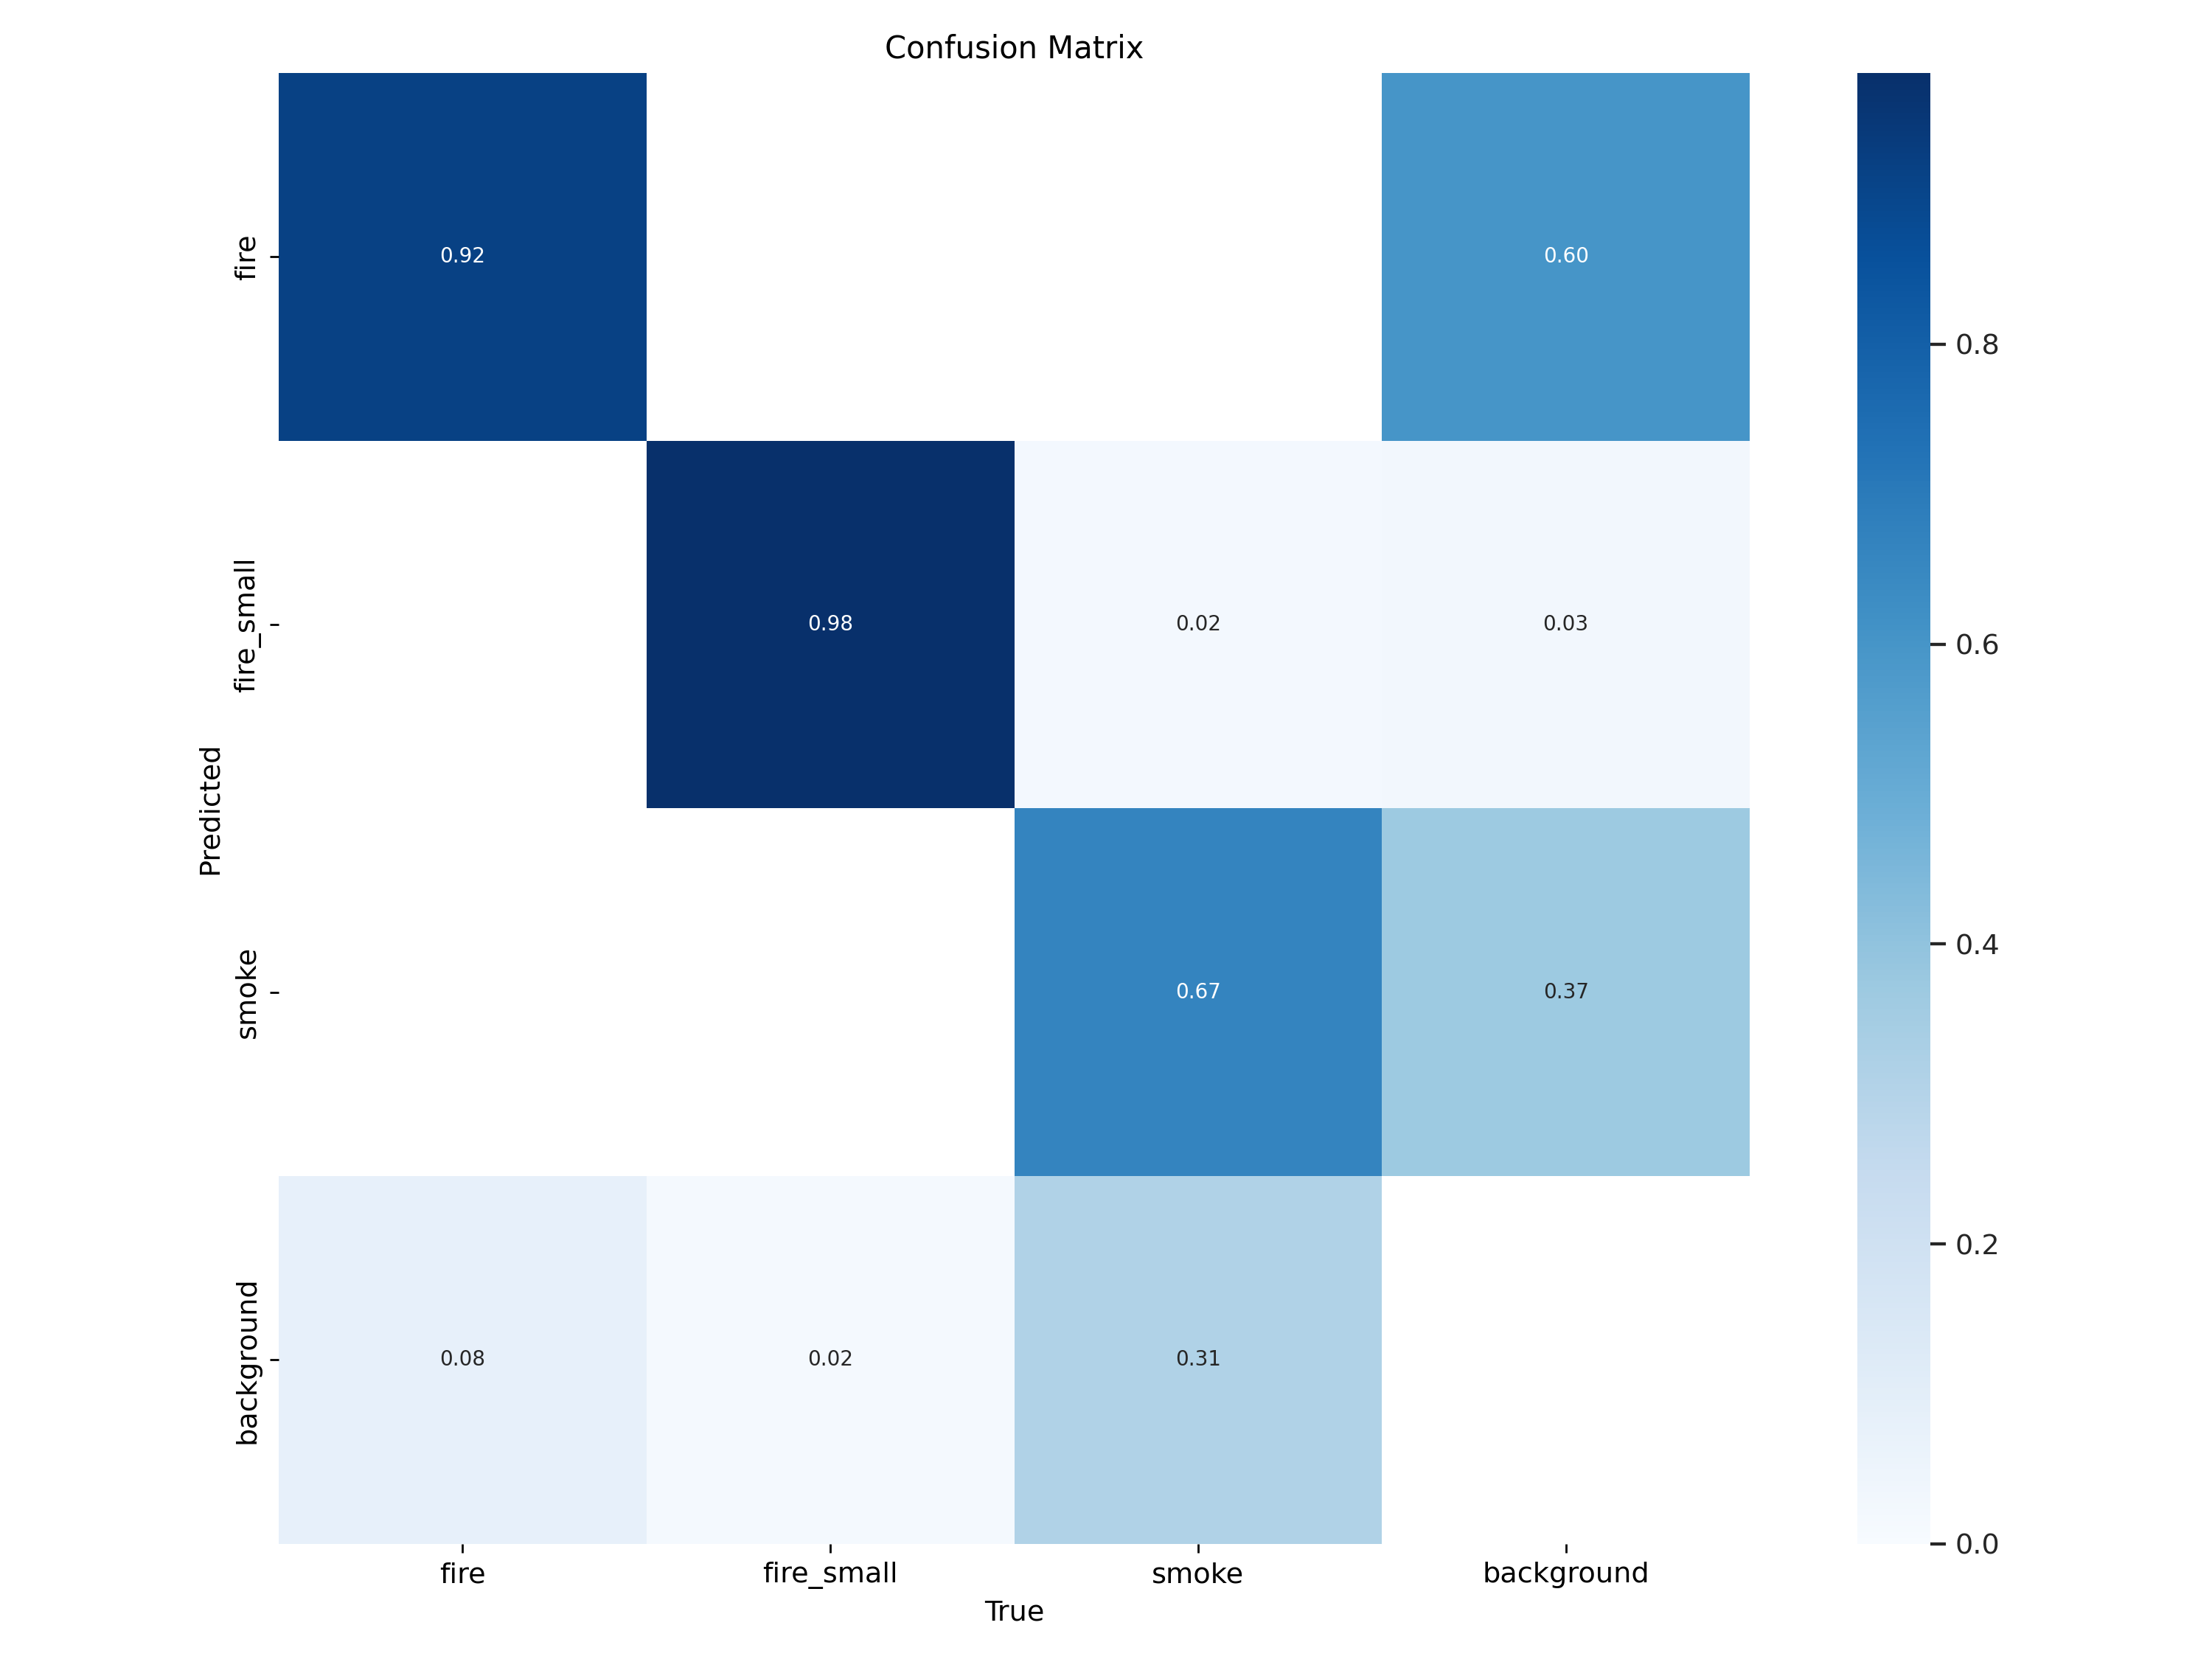 Confusion Matrix
fire
0.92
0.60
0.8
fire_small
0.98
0.02
0.03
0.6
Predicted
smoke
0.67
0.37
0.4
background
0.08
0.02
0.31
0.2
0.0
fire
fire_small
smoke
background
True